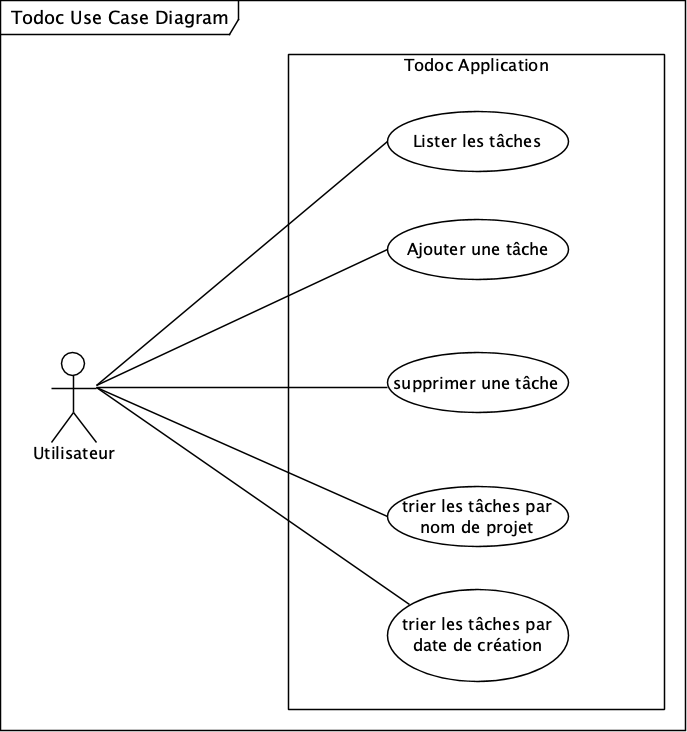 Todoc Use Case Diagram
Todoc Application
Lister les tâches
Ajouter une tâche
supprimer une tâche
Utilisateur
trier les tâches par
nom de projet
trier les tâches par
date de création